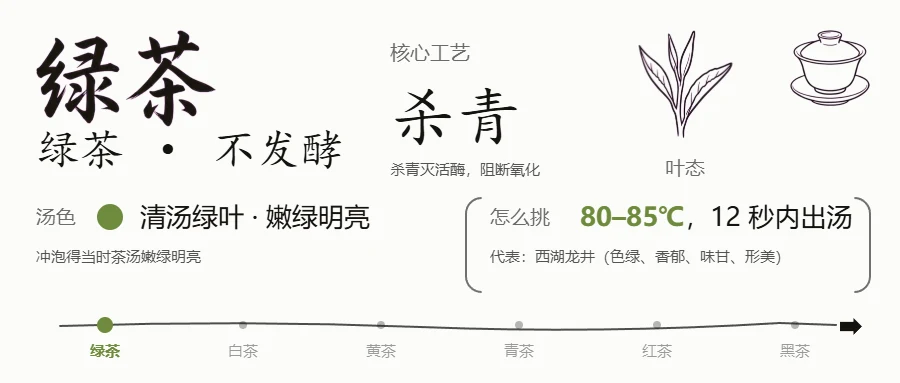 绿茶
绿茶 • 不发酵
核心工艺
杀青
杀青灭活酶，阻断氧化
叶态
汤色
清汤绿叶 · 嫩绿明亮
冲泡得当时茶汤嫩绿明亮
怎么挑
80–85℃，12 秒内出汤
代表：西湖龙井（色绿、香郁、味甘、形美）
绿茶
白茶
黄茶
青茶
红茶
黑茶